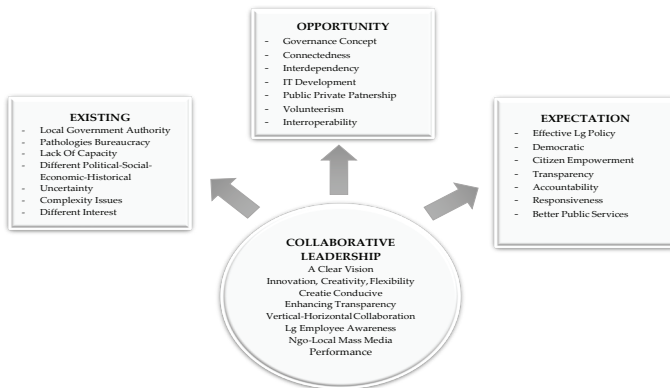 OPPORTUNITY
- Governance Concept
- Connectedness
- Interdependency
- IT Development
- Public Private Patnership
- Volunteerism
- Interroperability
EXISTING
- Local Government Authority
- Pathologies Bureaucracy
- Lack Of Capacity
- Different Political-Social-
Economic-Historical
- Uncertainty
- Complexity Issues
- Different Interest
EXPECTATION
- Effective Lg Policy
- Democratic
- Citizen Empowerment
- Transparency
- Accountability
- Responsiveness
- Better Public Services
COLLABORATIVE
LEADERSHIP
A Clear Vision
Innovation, Creativity, Flexibility
Creatie Conducive
Enhancing Transparency
Vertical-Horizontal Collaboration
Lg Employee Awareness
Ngo-Local Mass Media
Performance